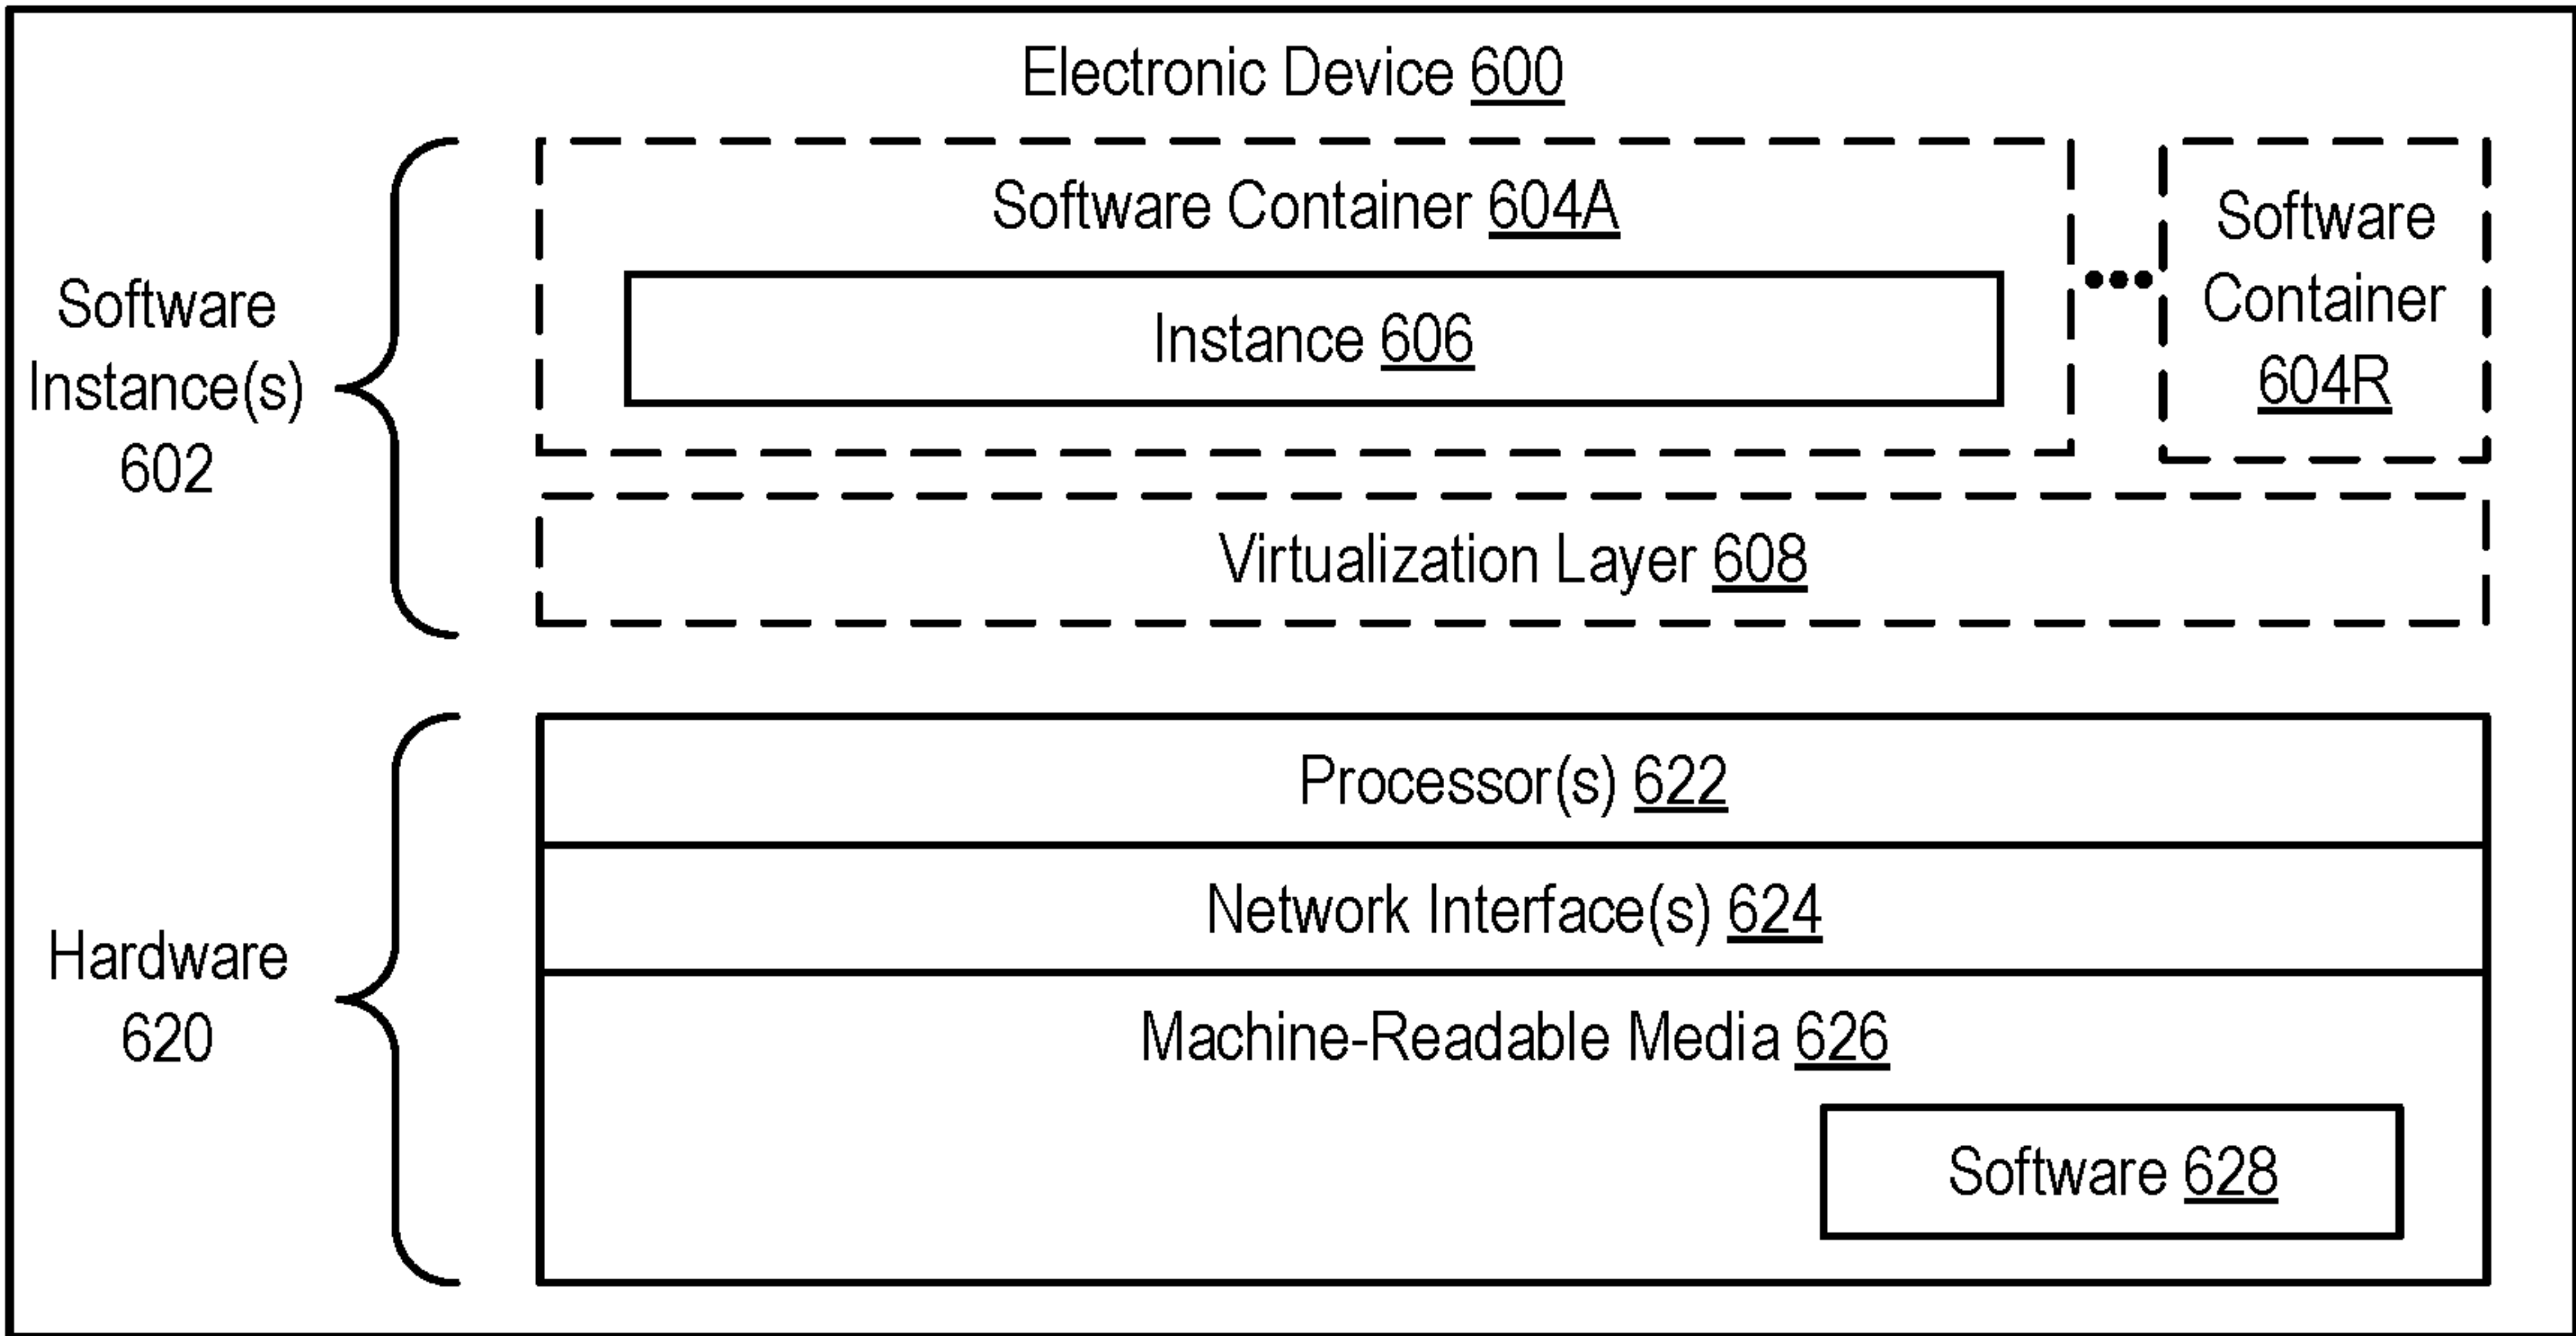 Electronic Device 600
Software
Instance(s)
602
Software Container 604A
Instance 606
Software
Container
604R
Virtualization Layer 608
Hardware
620
Processor(s) 622
Network Interface(s) 624
Machine-Readable Media 626
Software 628